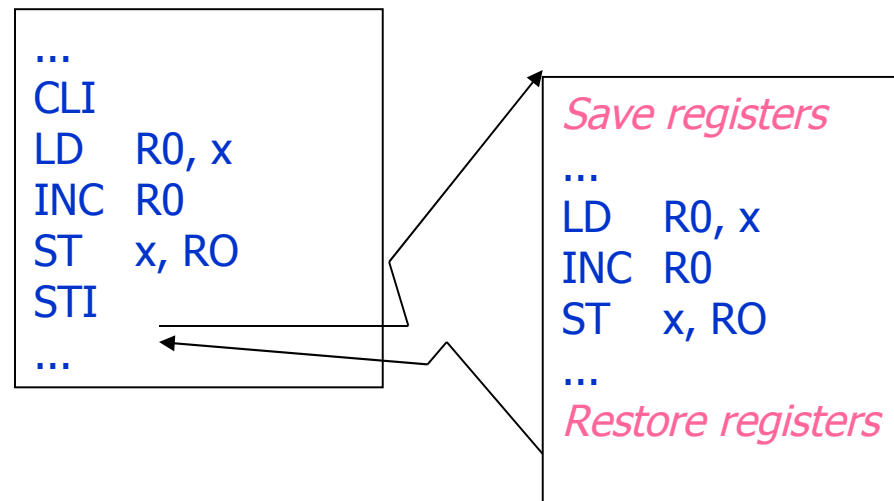 ...
CLI
LD R0, x
INC R0
ST x, RO
STI
...
Save registers
...
LD R0, x
INC R0
ST x, RO
...
Restore registers